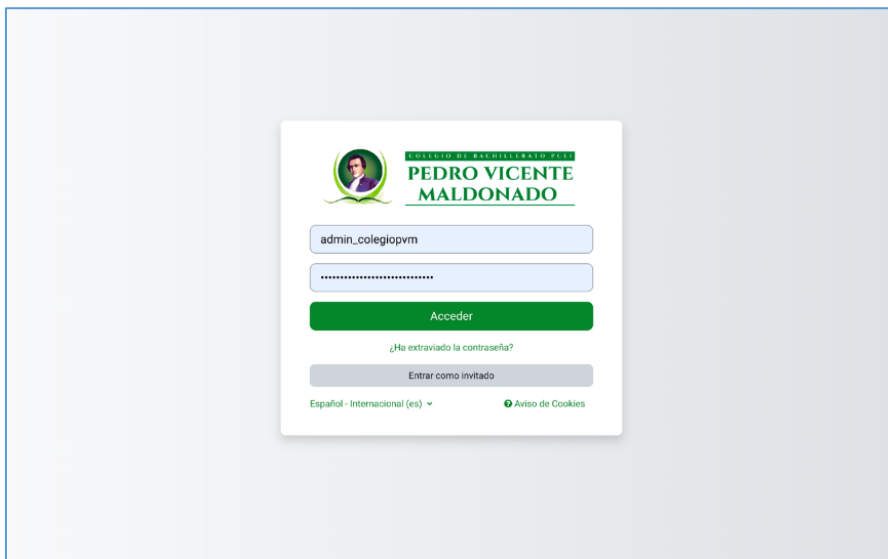 COLEGIO DE BACHILLERATO PCEI
PEDRO VICENTE
MALDONADO
admin_colegiopvm
•••••••••••••••••••••••••••••
Acceder
¿Ha extraviado la contraseña?
Entrar como invitado
Español - Internacional (es)
Aviso de Cookies